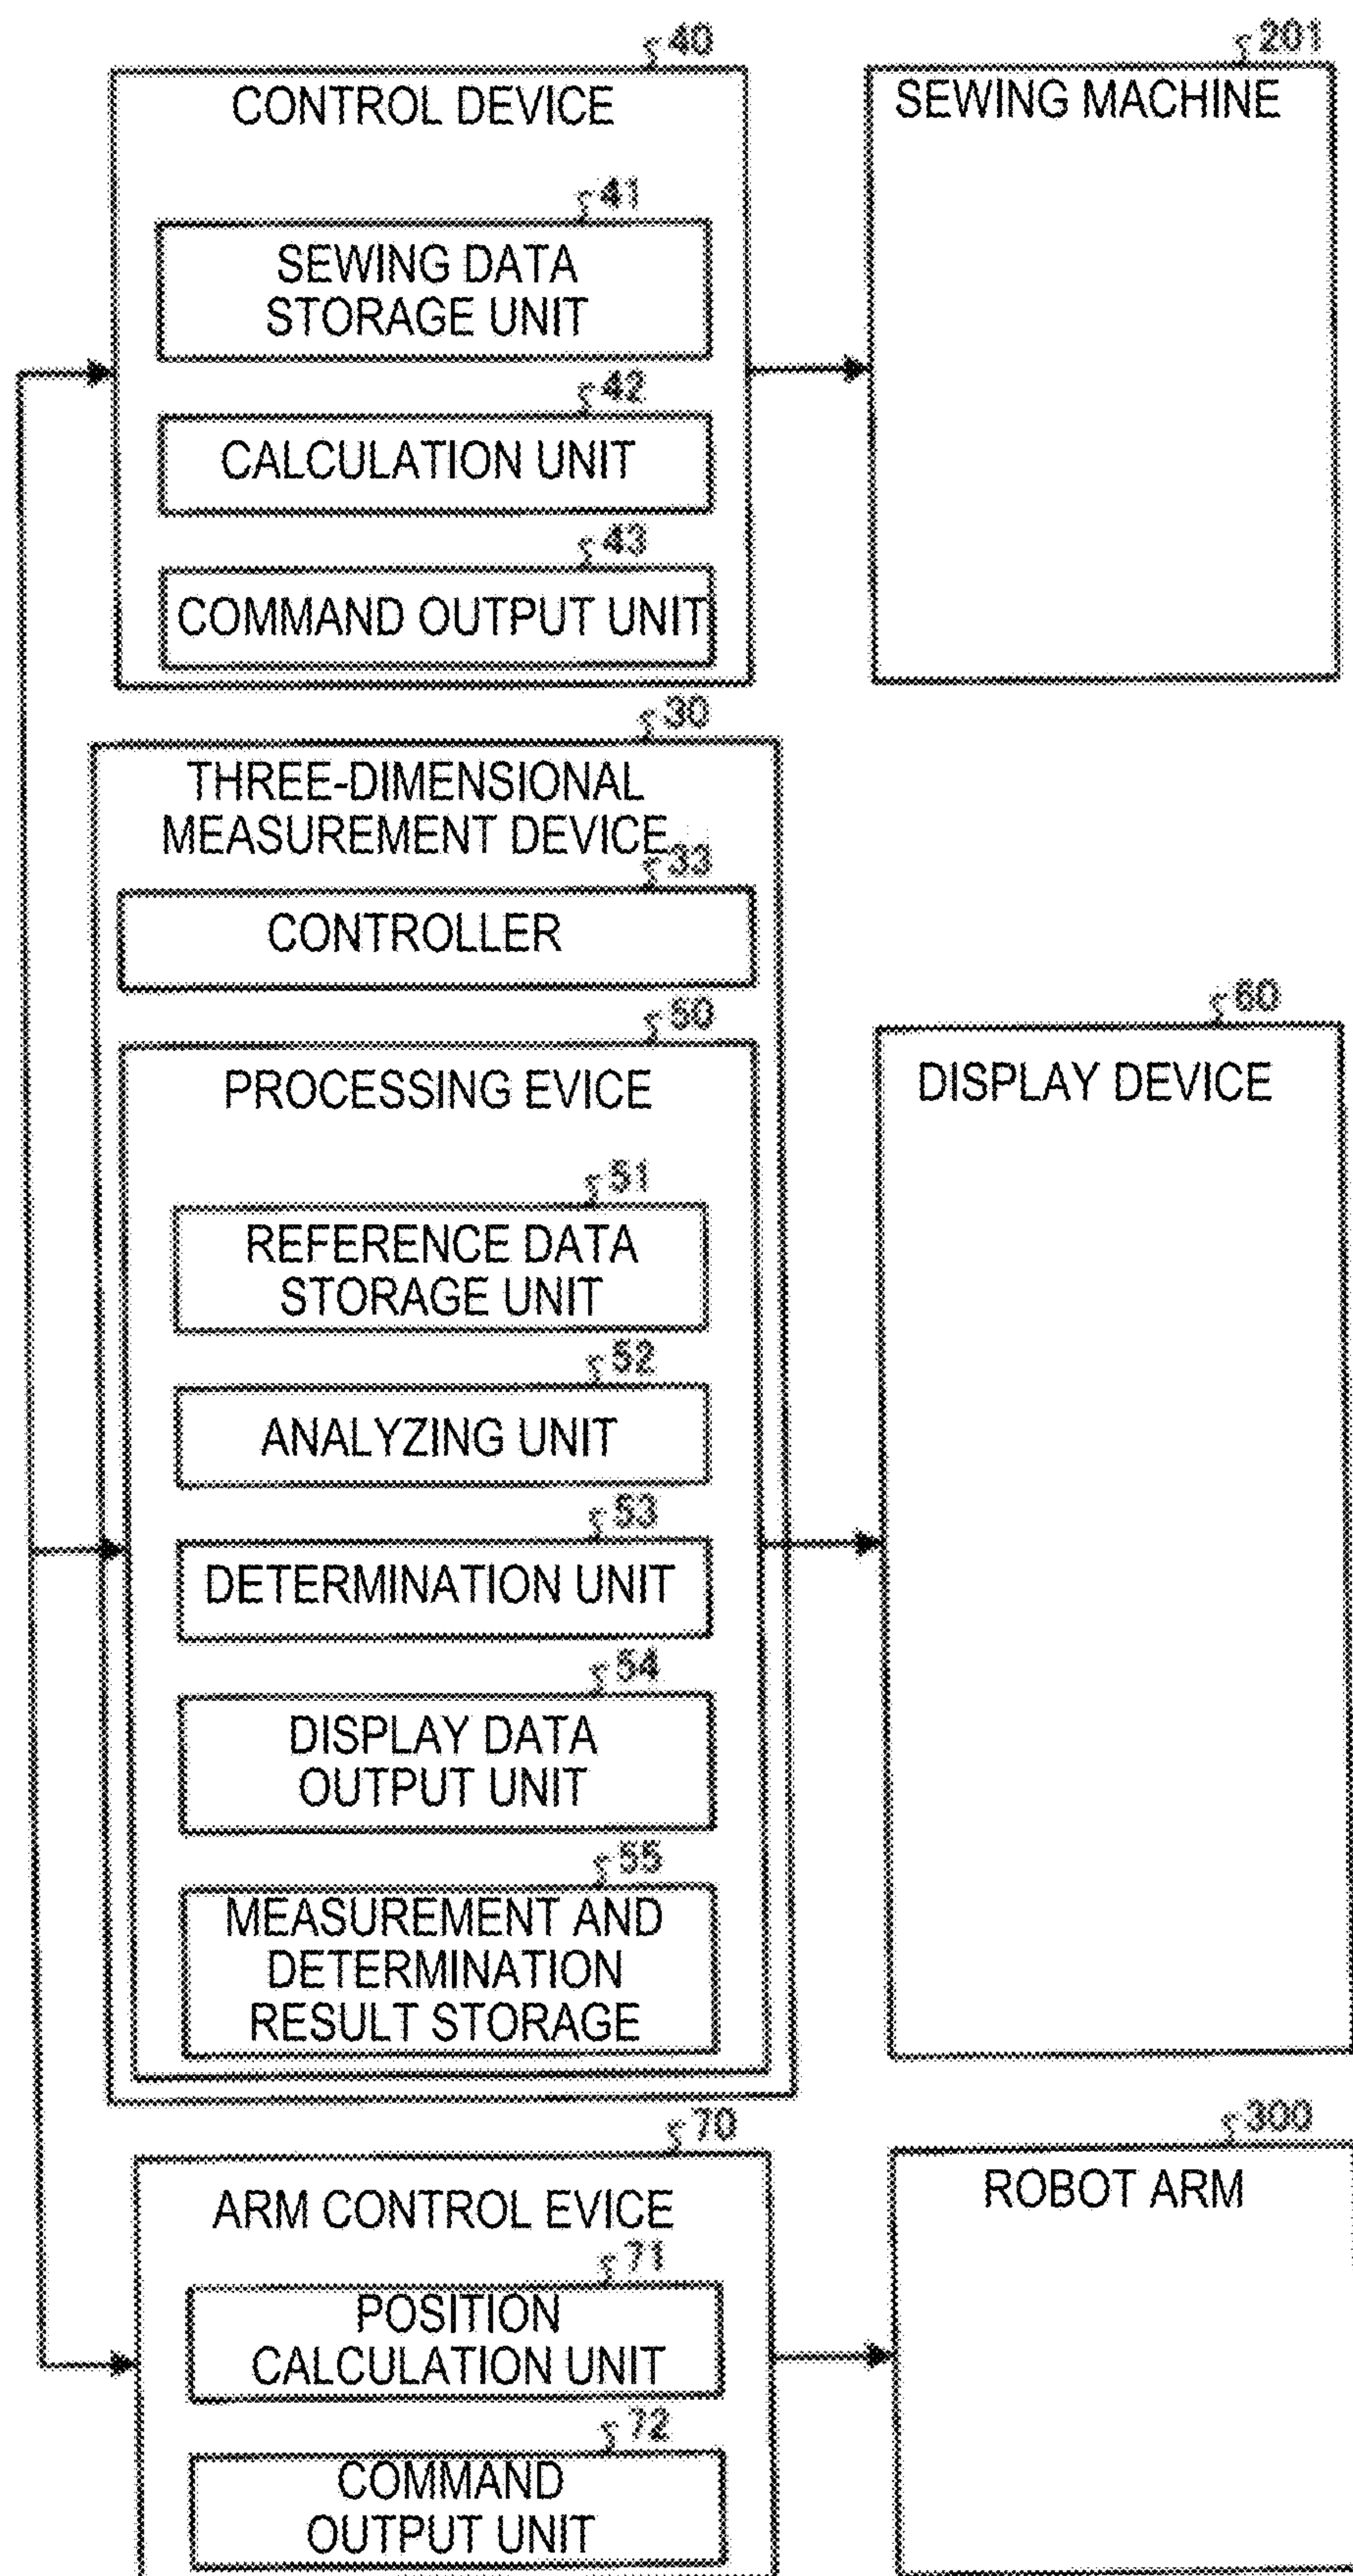 40
CONTROL DEVICE
41
SEWING DATA
STORAGE UNIT
42
CALCULATION UNIT
43
COMMAND OUTPUT UNIT
201
SEWING MACHINE
30
THREE-DIMENSIONAL
MEASUREMENT DEVICE
33
CONTROLLER
50
PROCESSING EVICE
51
REFERENCE DATA
STORAGE UNIT
52
ANALYZING UNIT
53
DETERMINATION UNIT
54
DISPLAY DATA
OUTPUT UNIT
55
MEASUREMENT AND
DETERMINATION
RESULT STORAGE
60
DISPLAY DEVICE
70
ARM CONTROL EVICE
71
POSITION
CALCULATION UNIT
72
COMMAND
OUTPUT UNIT
300
ROBOT ARM